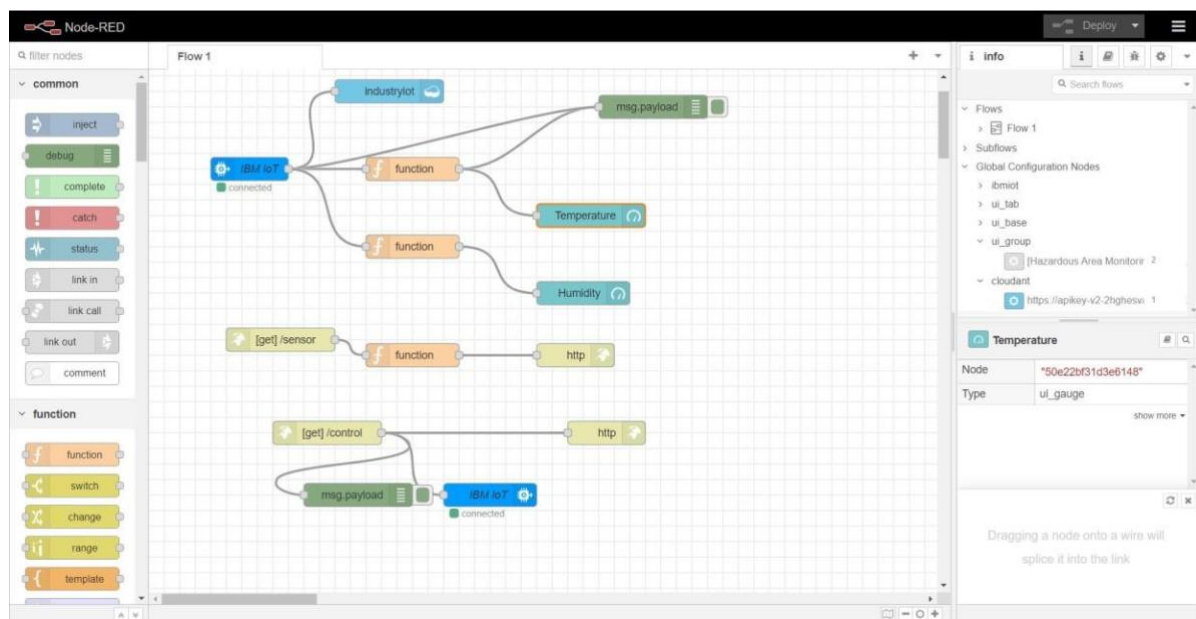 Node-RED
Deploy
filter nodes
Flow 1
info
common
Search flows
inject
debug
complete
catch
status
link in
link call
link out
comment
function
function
switch
change
range
template
industryiot
msg.payload
IBM IoT
connected
function
Temperature
function
Humidity
[get] /sensor
function
http
[get] /control
http
msg.payload
IBM IoT
connected
Flows
Flow 1
Subflows
Global Configuration Nodes
ibmiot
ui_tab
ui_base
ui_group
[Hazardous Area Monitorir 2
cloudant
https://apikey-v2-2hghesv 1
Temperature
Node "50e22bf31d3e6148"
Type ui_gauge
show more
Dragging a node onto a wire will
splice it into the link